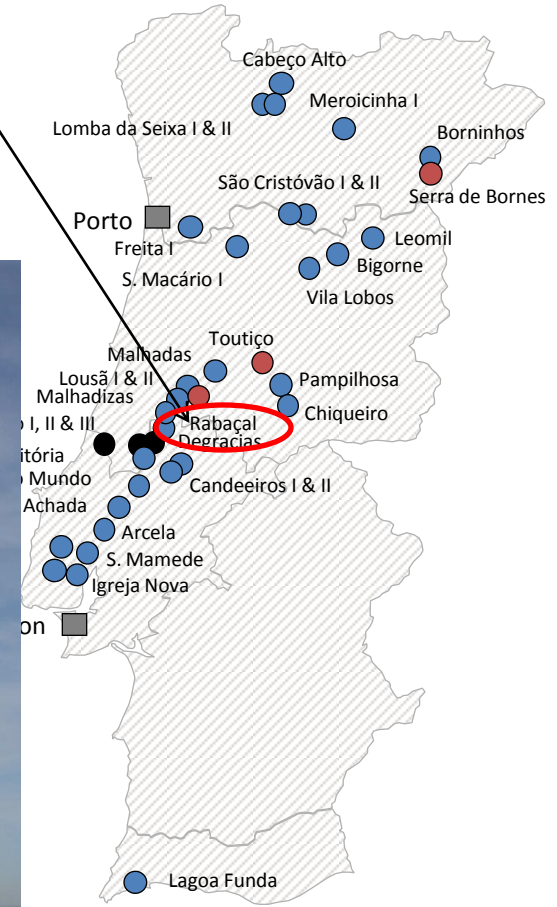 Cabeço Alto
Meroicinha I
Lomba da Seixa I & II
Borninhos
São Cristóvão I & II
Serra de Bornes
Porto
Leomil
Freita I
Bigorne
S. Macário I
Vila Lobos
Toutiço
Malhadas
Lousã I & II
Pampilhosa
Malhadizas
Chiqueiro
Rabaçal
I, II & III
Degracias
itória
Mundo
Candeeiros I & II
Achada
Arcela
S. Mamede
Igreja Nova
on
Lagoa Funda